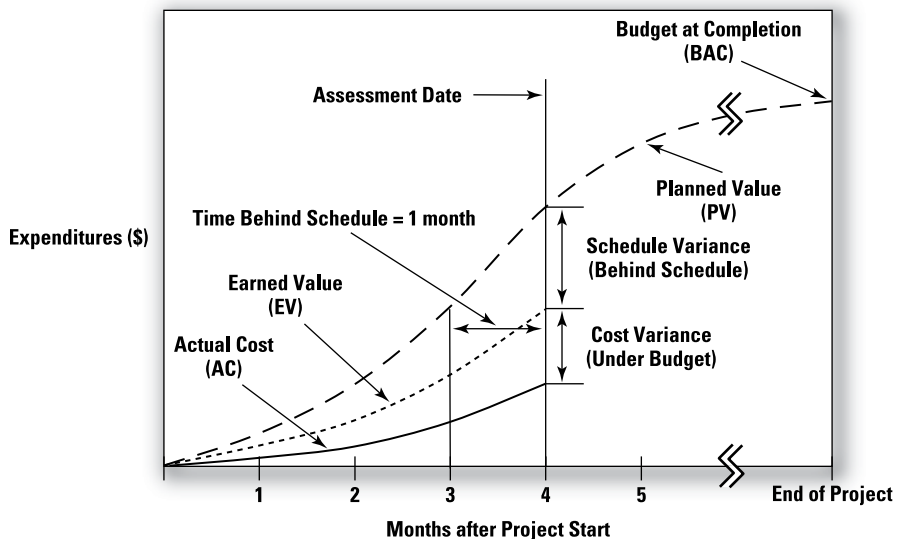 Budget at Completion
(BAC)
Assessment Date
Planned Value
(PV)
Time Behind Schedule = 1 month
Expenditures ($)
Schedule Variance
(Behind Schedule)
Earned Value
(EV)
Cost Variance
(Under Budget)
Actual Cost
(AC)
1
2
3
4
5
End of Project
Months after Project Start